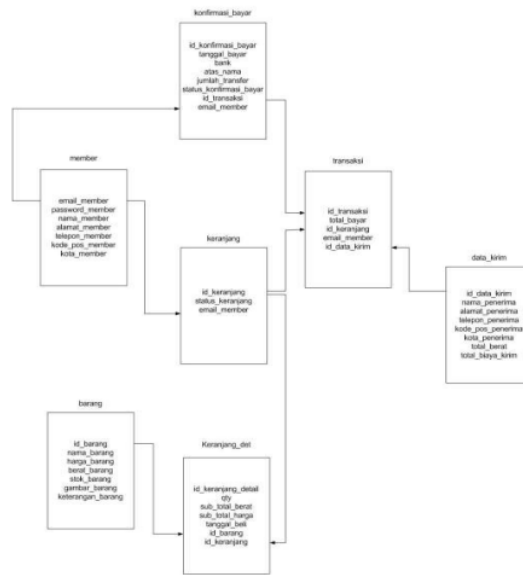 konfirmasi_bayar
id_konfirmasi_bayar
tanggal_bayar
bank
atas_nama
jumlah_transfer
status_konfirmasi_bayar
id_transaksi
email_member
member
email_member
password_member
nama_member
alamat_member
telepon_member
kode_pos_member
kota_member
transaksi
id_transaksi
total_bayar
id_keranjang
email_member
id_data_kirim
keranjang
id_keranjang
status_keranjang
email_member
data_kirim
id_data_kirim
nama_penerima
alamat_penerima
telepon_penerima
kode_pos_penerima
kota_penerima
total_berat
total_biaya_kirim
barang
id_barang
nama_barang
harga_barang
berat_barang
stok_barang
gambar_barang
keterangan_barang
Keranjang_det
id_keranjang_detail
qty
sub_total_berat
sub_total_harga
tanggal_beli
id_barang
id_keranjang